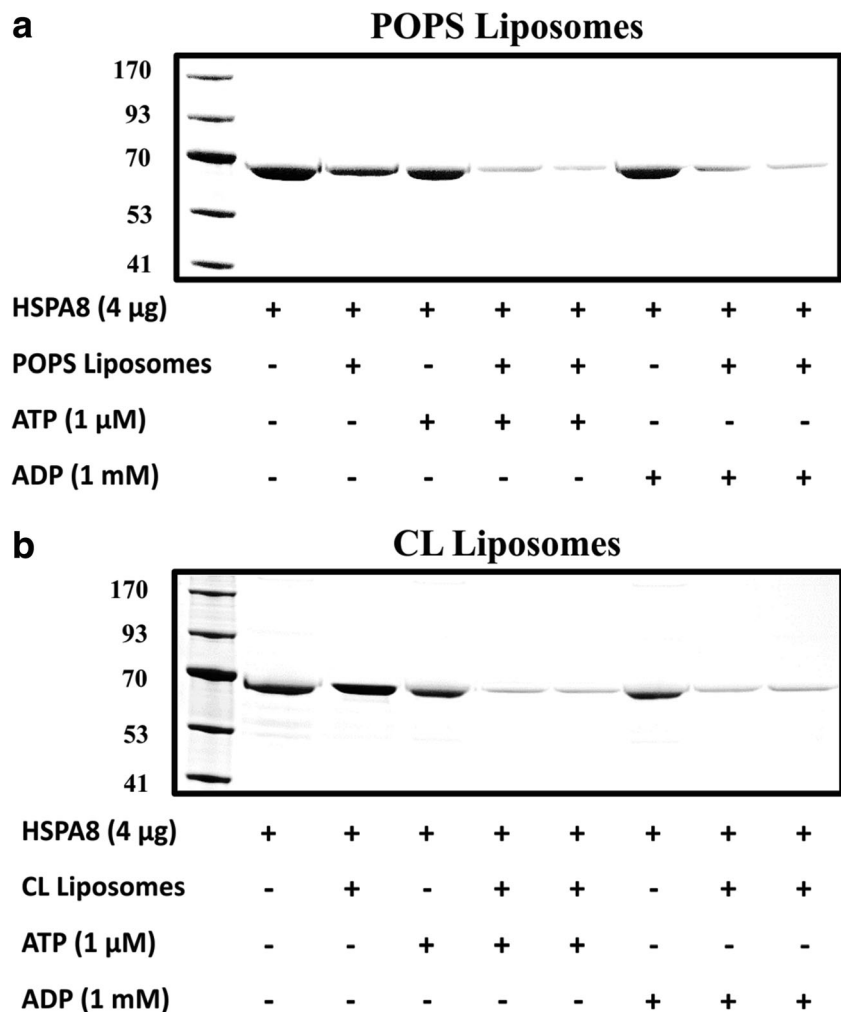 a
POPS Liposomes
170
93
70
53
41
HSPA8 (4 µg) + + + + + + + +
POPS Liposomes - + - + + - + +
ATP (1 µM) - - + + + - - -
ADP (1 mM) - - - - - + + +
b
CL Liposomes
170
93
70
53
41
HSPA8 (4 µg) + + + + + + + +
CL Liposomes - + - + + - + +
ATP (1 µM) - - + + + - - -
ADP (1 mM) - - - - - + + +